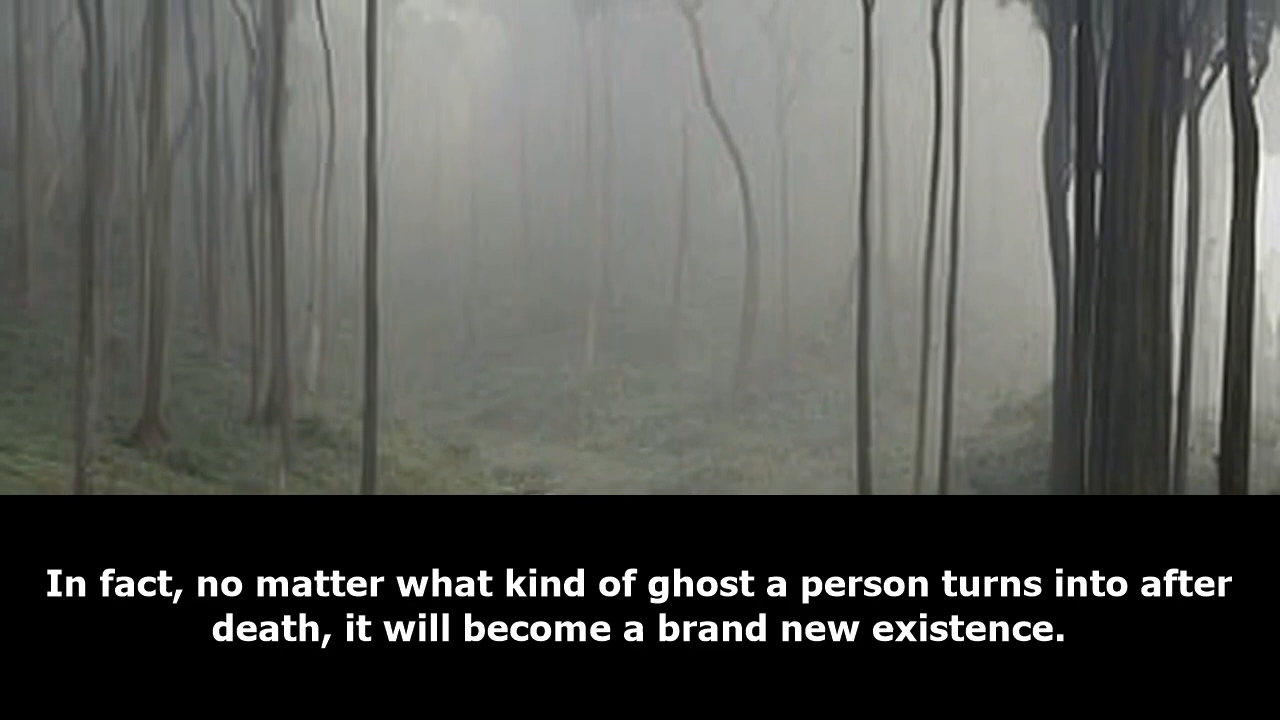 In fact, no matter what kind of ghost a person turns into after
death, it will become a brand new existence.